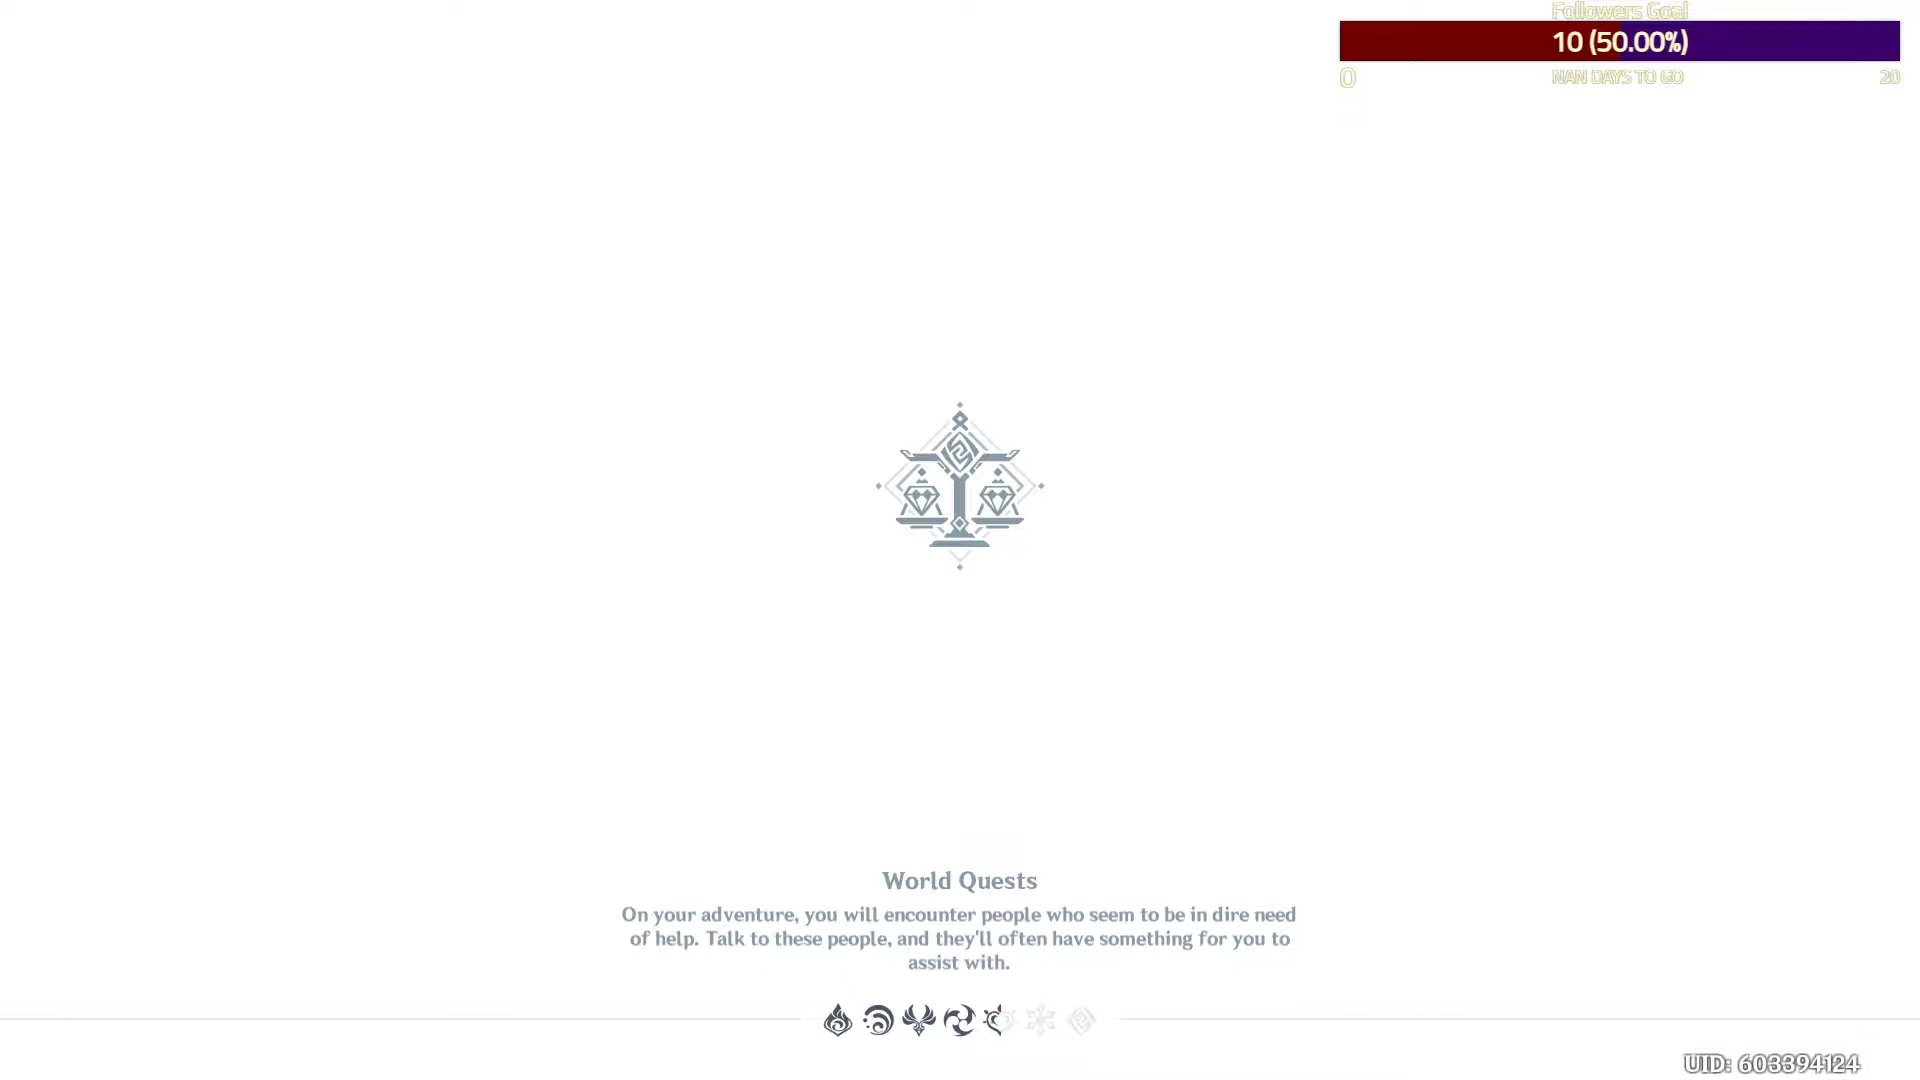 Followers Goal
10 (50.00%)
0 NAN DAYS TO GO 20
World Quests
On your adventure, you will encounter people who seem to be in dire need
of help. Talk to these people, and they'll often have something for you to
assist with.
UID: 603394124